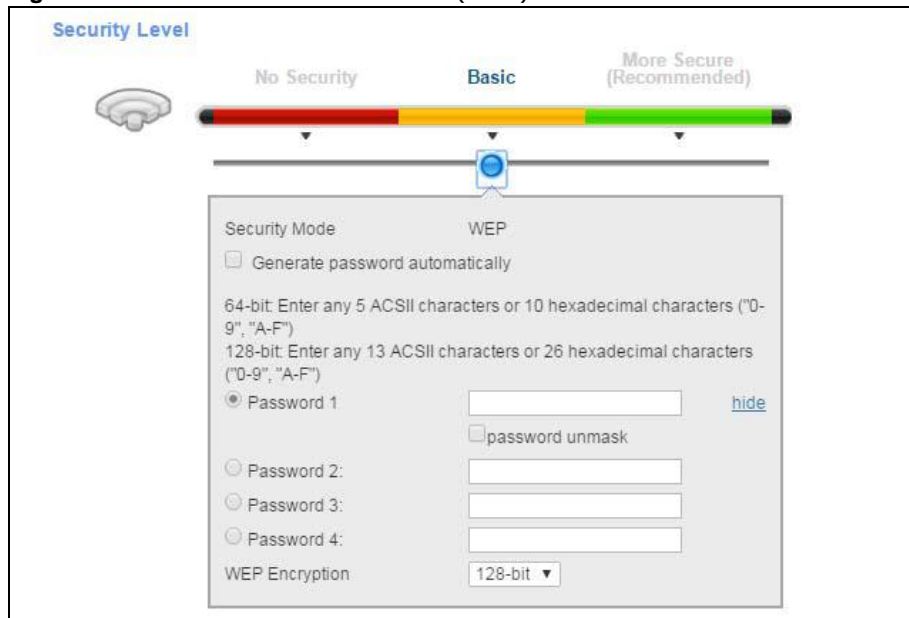 Security Level
No Security
Basic
More Secure
(Recommended)
Security Mode WEP
Generate password automatically
64-bit: Enter any 5 ACSII characters or 10 hexadecimal characters ("0-
9", "A-F")
128-bit: Enter any 13 ACSII characters or 26 hexadecimal characters
("0-9", "A-F")
Password 1 hide
password unmask
Password 2:
Password 3:
Password 4:
WEP Encryption 128-bit